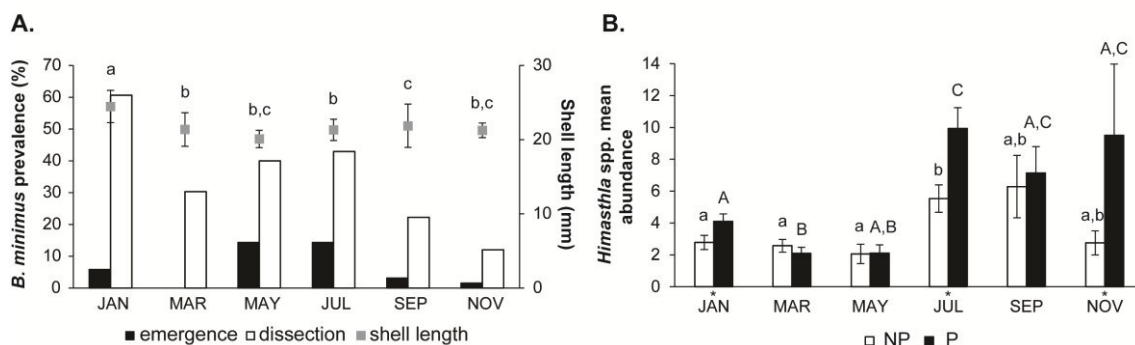 A.
B. minimus prevalence (%)
70
60
50
40
30
20
10
0
a
b
b,c
b
c
b,c
30
20
10
0
Shell length (mm)
JAN MAR MAY JUL SEP NOV
emergence dissection shell length
B.
Himasthla spp. mean
abundance
14
12
10
8
6
4
2
0
a A
a B
a A,B
b C
a,b A,C
a,b A,C
JAN MAR MAY JUL SEP NOV
* * *
NP P